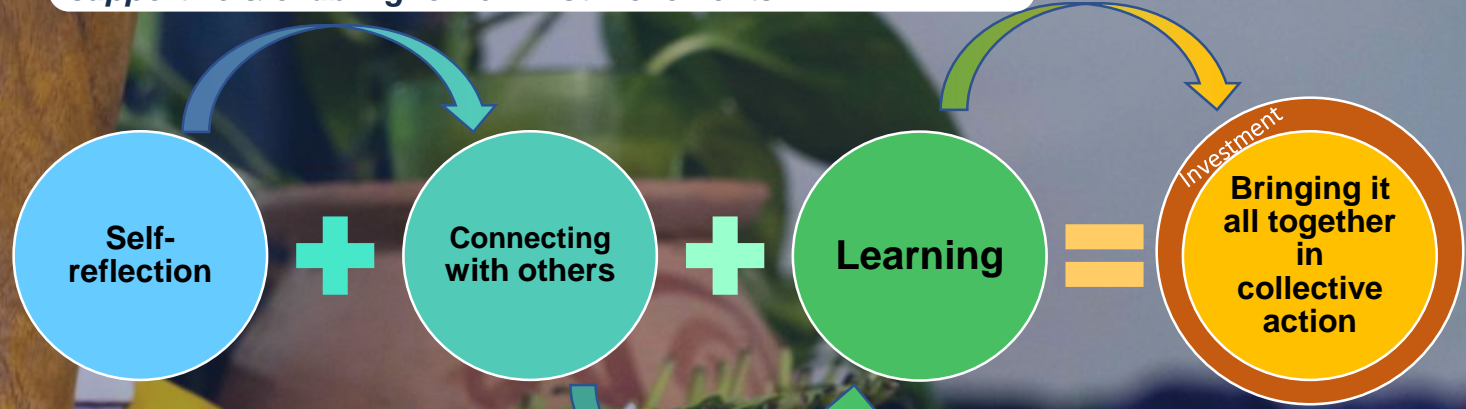 Investment
Self-
reflection
Connecting
with others
Learning
Bringing it
all together
in
collective
action